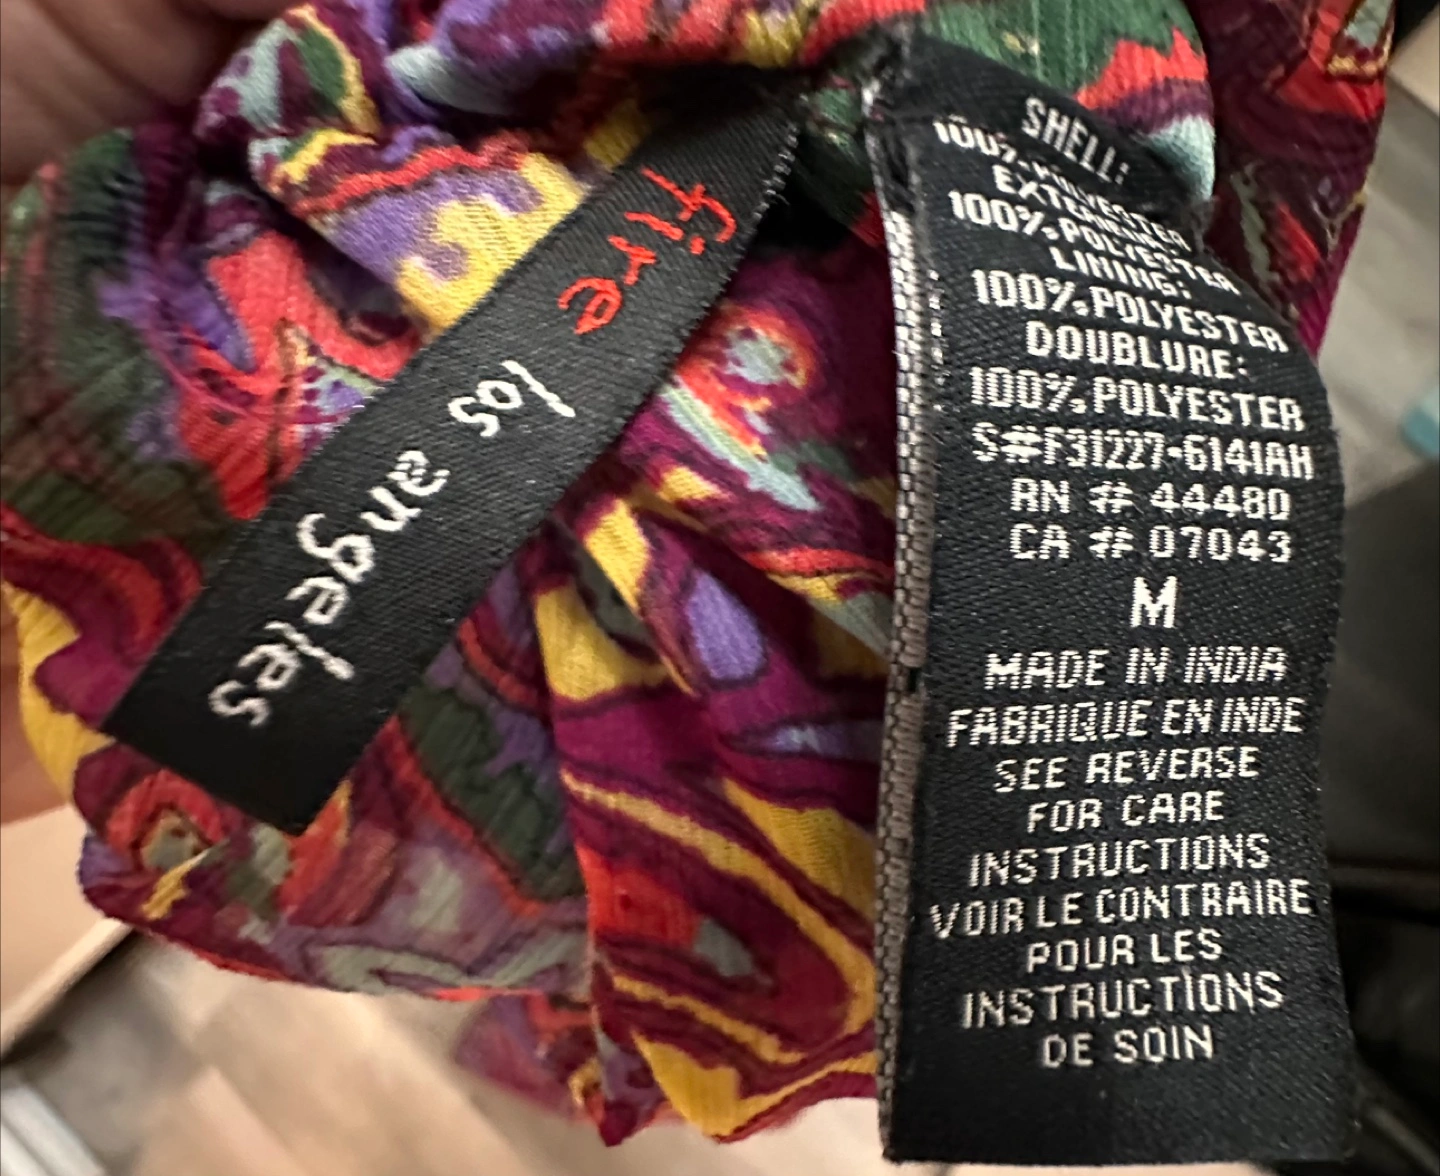 fire
los angeles
SHELL:
100% POLYESTER
EXTERIEUR:
100% POLYESTER
LINING:
100% POLYESTER
DOUBLURE:
100% POLYESTER
S#F31227-6141AH
RN # 44480
CA # 07043
M
MADE IN INDIA
FABRIQUE EN INDE
SEE REVERSE
FOR CARE
INSTRUCTIONS
VOIR LE CONTRAIRE
POUR LES
INSTRUCTIONS
DE SOIN